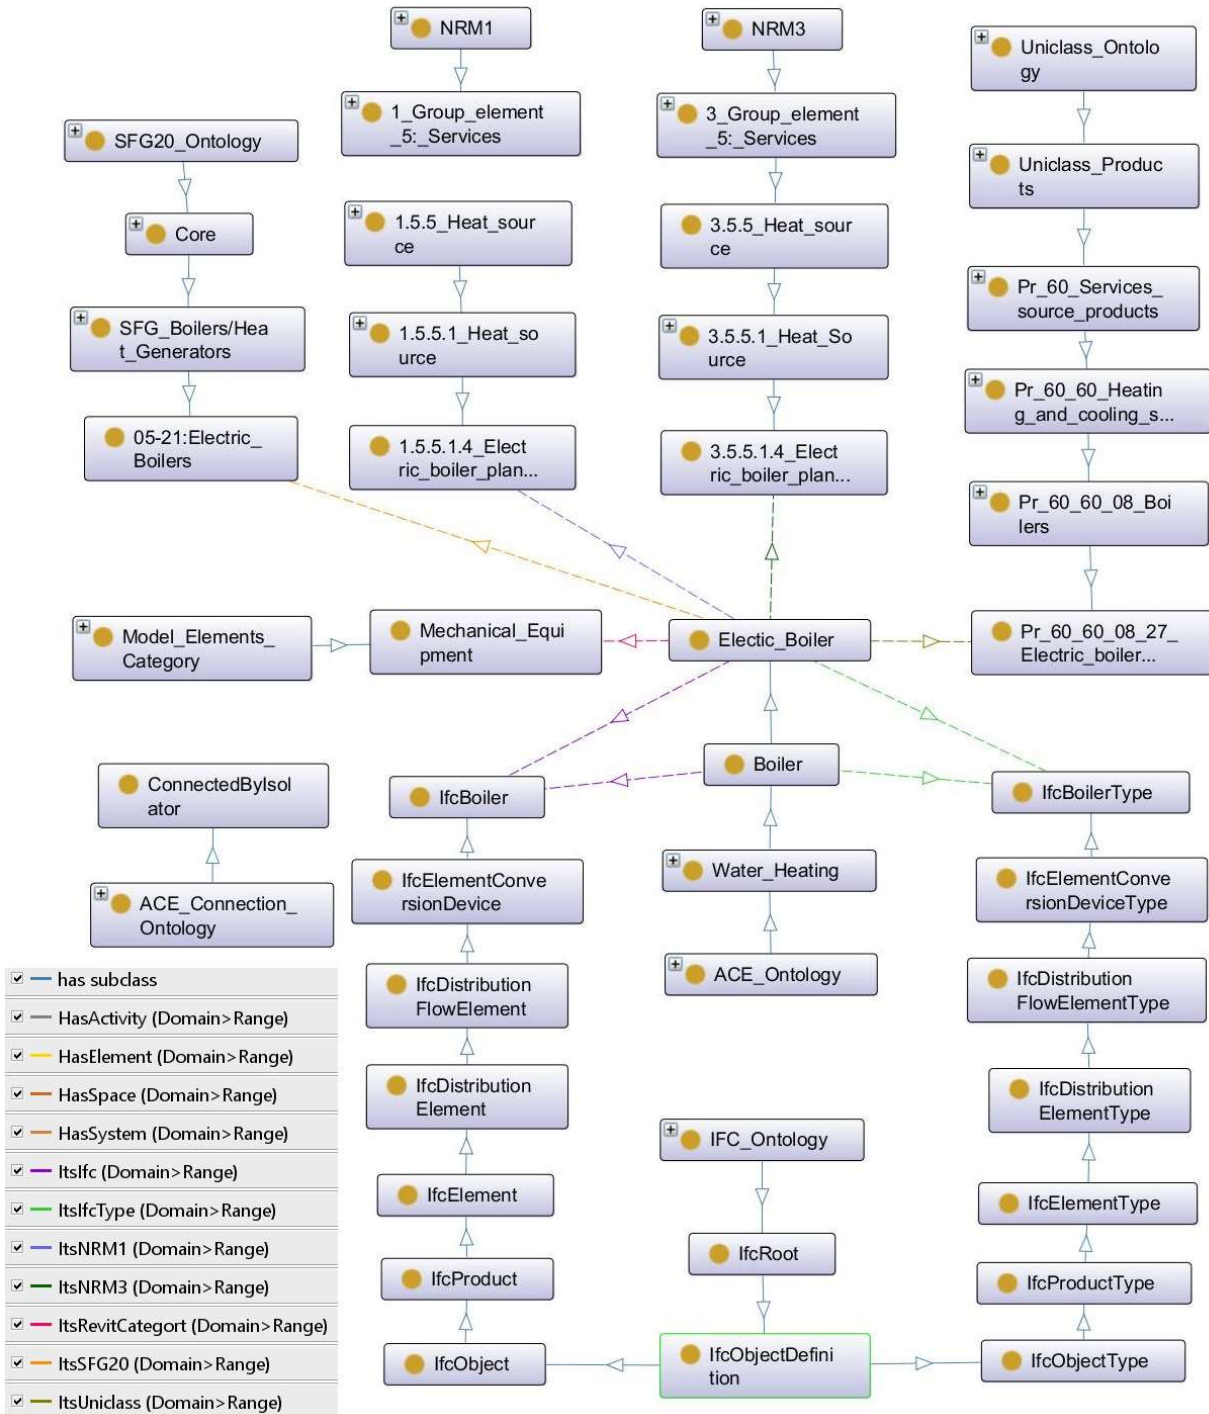 NRM1
NRM3
Uniclass_Ontolo
gy
1_Group_element
_5:_Services
3_Group_element
_5:_Services
SFG20_Ontology
Uniclass_Produc
ts
Core
1.5.5_Heat_sour
ce
3.5.5_Heat_sour
ce
Pr_60_Services_
source_products
SFG_Boilers/Hea
t_Generators
1.5.5.1_Heat_so
urce
3.5.5.1_Heat_So
urce
Pr_60_60_Heatin
g_and_cooling_s...
05-21:Electric_
Boilers
1.5.5.1.4_Elect
ric_boiler_plan...
3.5.5.1.4_Elect
ric_boiler_plan...
Pr_60_60_08_Boi
lers
Model_Elements_
Category
Mechanical_Equi
pment
Electic_Boiler
Pr_60_60_08_27_
Electric_boiler...
ConnectedByIsol
ator
IfcBoiler
Boiler
IfcBoilerType
ACE_Connection_
Ontology
IfcElementConve
rsionDevice
Water_Heating
IfcElementConve
rsionDeviceType
IfcDistribution
FlowElement
ACE_Ontology
IfcDistribution
FlowElementType
IfcDistribution
Element
IfcDistribution
ElementType
IFC_Ontology
IfcElement
IfcElementType
IfcRoot
IfcProduct
IfcProductType
IfcObject
IfcObjectDefini
tion
IfcObjectType
has subclass
HasActivity (Domain>Range)
HasElement (Domain>Range)
HasSpace (Domain>Range)
HasSystem (Domain>Range)
ItsIfc (Domain>Range)
ItsIfcType (Domain>Range)
ItsNRM1 (Domain>Range)
ItsNRM3 (Domain>Range)
ItsRevitCategort (Domain>Range)
ItsSFG20 (Domain>Range)
ItsUniclass (Domain>Range)